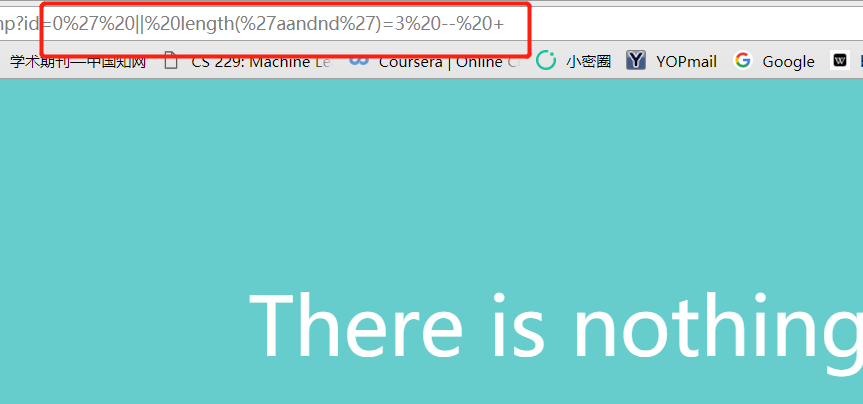 np?id=0%27%20||%20length(%27aandnd%27)=3%20--%20+
学术期刊—中国知网 CS 229: Machine Le Coursera | Online C 小密圈 YOPmail Google
There is nothing